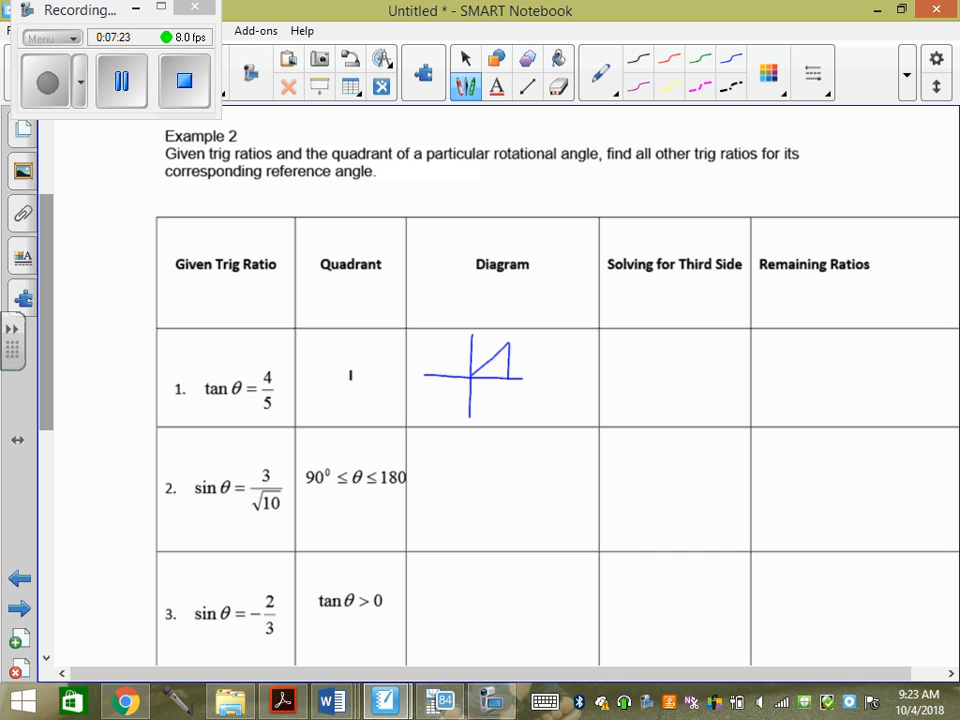 Recording...
Untitled * - SMART Notebook
Menu
0:07:23
8.0 fps
Add-ons Help
Example 2
Given trig ratios and the quadrant of a particular rotational angle, find all other trig ratios for its
corresponding reference angle.
Given Trig Ratio Quadrant Diagram Solving for Third Side Remaining Ratios
1. tan θ = 4/5 I
2. sin θ = 3/√10 90⁰ ≤ θ ≤ 180
3. sin θ = −2/3 tan θ > 0
84
9:23 AM
10/4/2018